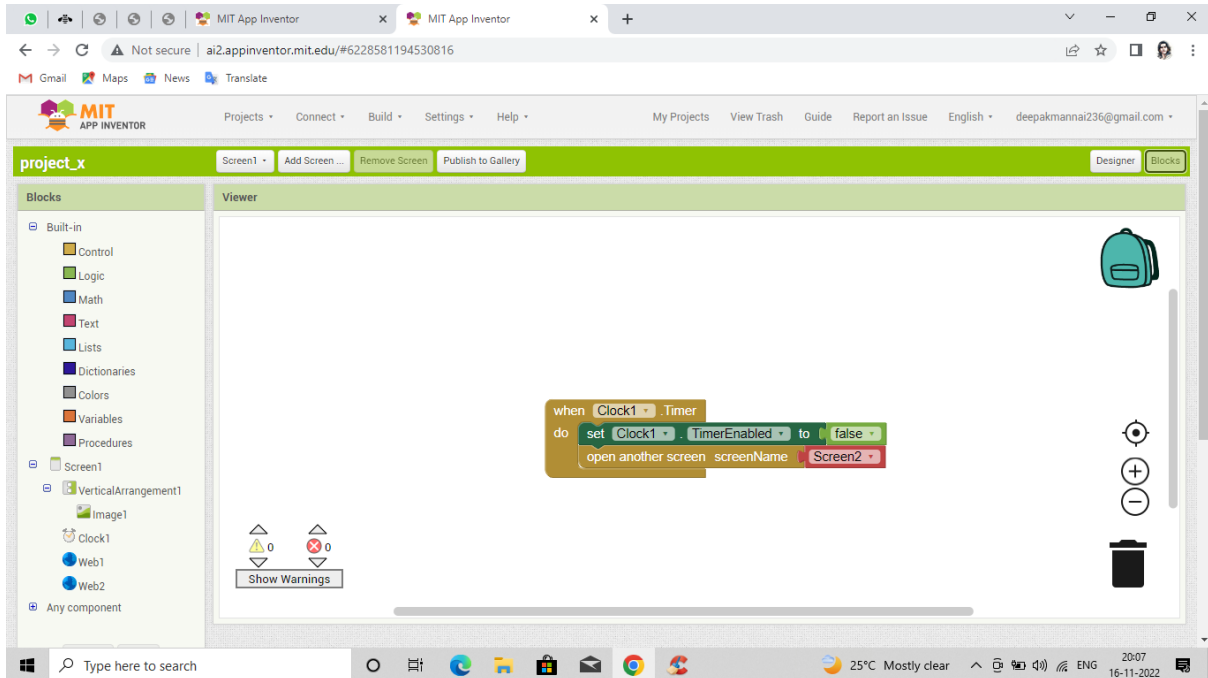 MIT App Inventor
MIT App Inventor
Not secure ai2.appinventor.mit.edu/#6228581194530816
Gmail Maps News Translate
MIT
APP INVENTOR
Projects Connect Build Settings Help My Projects View Trash Guide Report an Issue English deepakmannai236@gmail.com
project_x Screen1 Add Screen ... Remove Screen Publish to Gallery Designer Blocks
Blocks Viewer
Built-in
Control
Logic
Math
Text
Lists
Dictionaries
Colors
Variables
Procedures
Screen1
VerticalArrangement1
Image1
Clock1
Web1
Web2
Any component
when Clock1 .Timer
do set Clock1 . TimerEnabled to false
open another screen screenName Screen2
0 0
Show Warnings
Type here to search 25°C Mostly clear ENG 20:07
16-11-2022